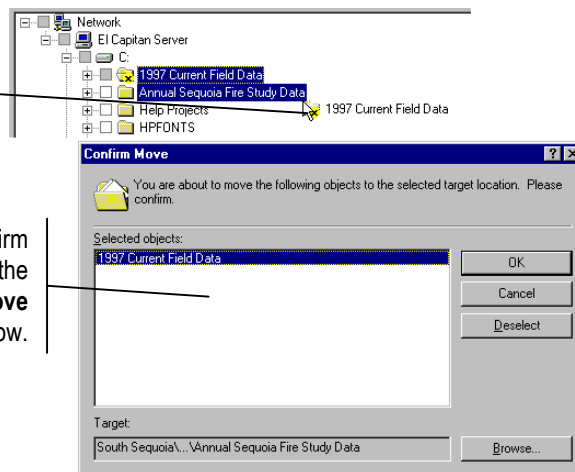 Network
El Capitan Server
C:
1997 Current Field Data
Annual Sequoia Fire Study Data
Help Projects
1997 Current Field Data
HPFONTS
Confirm Move
You are about to move the following objects to the selected target location. Please
confirm.
Selected objects:
1997 Current Field Data
OK
Cancel
Deselect
irm
the
ove
ow.
Target:
South Sequoia\...\Annual Sequoia Fire Study Data
Browse...